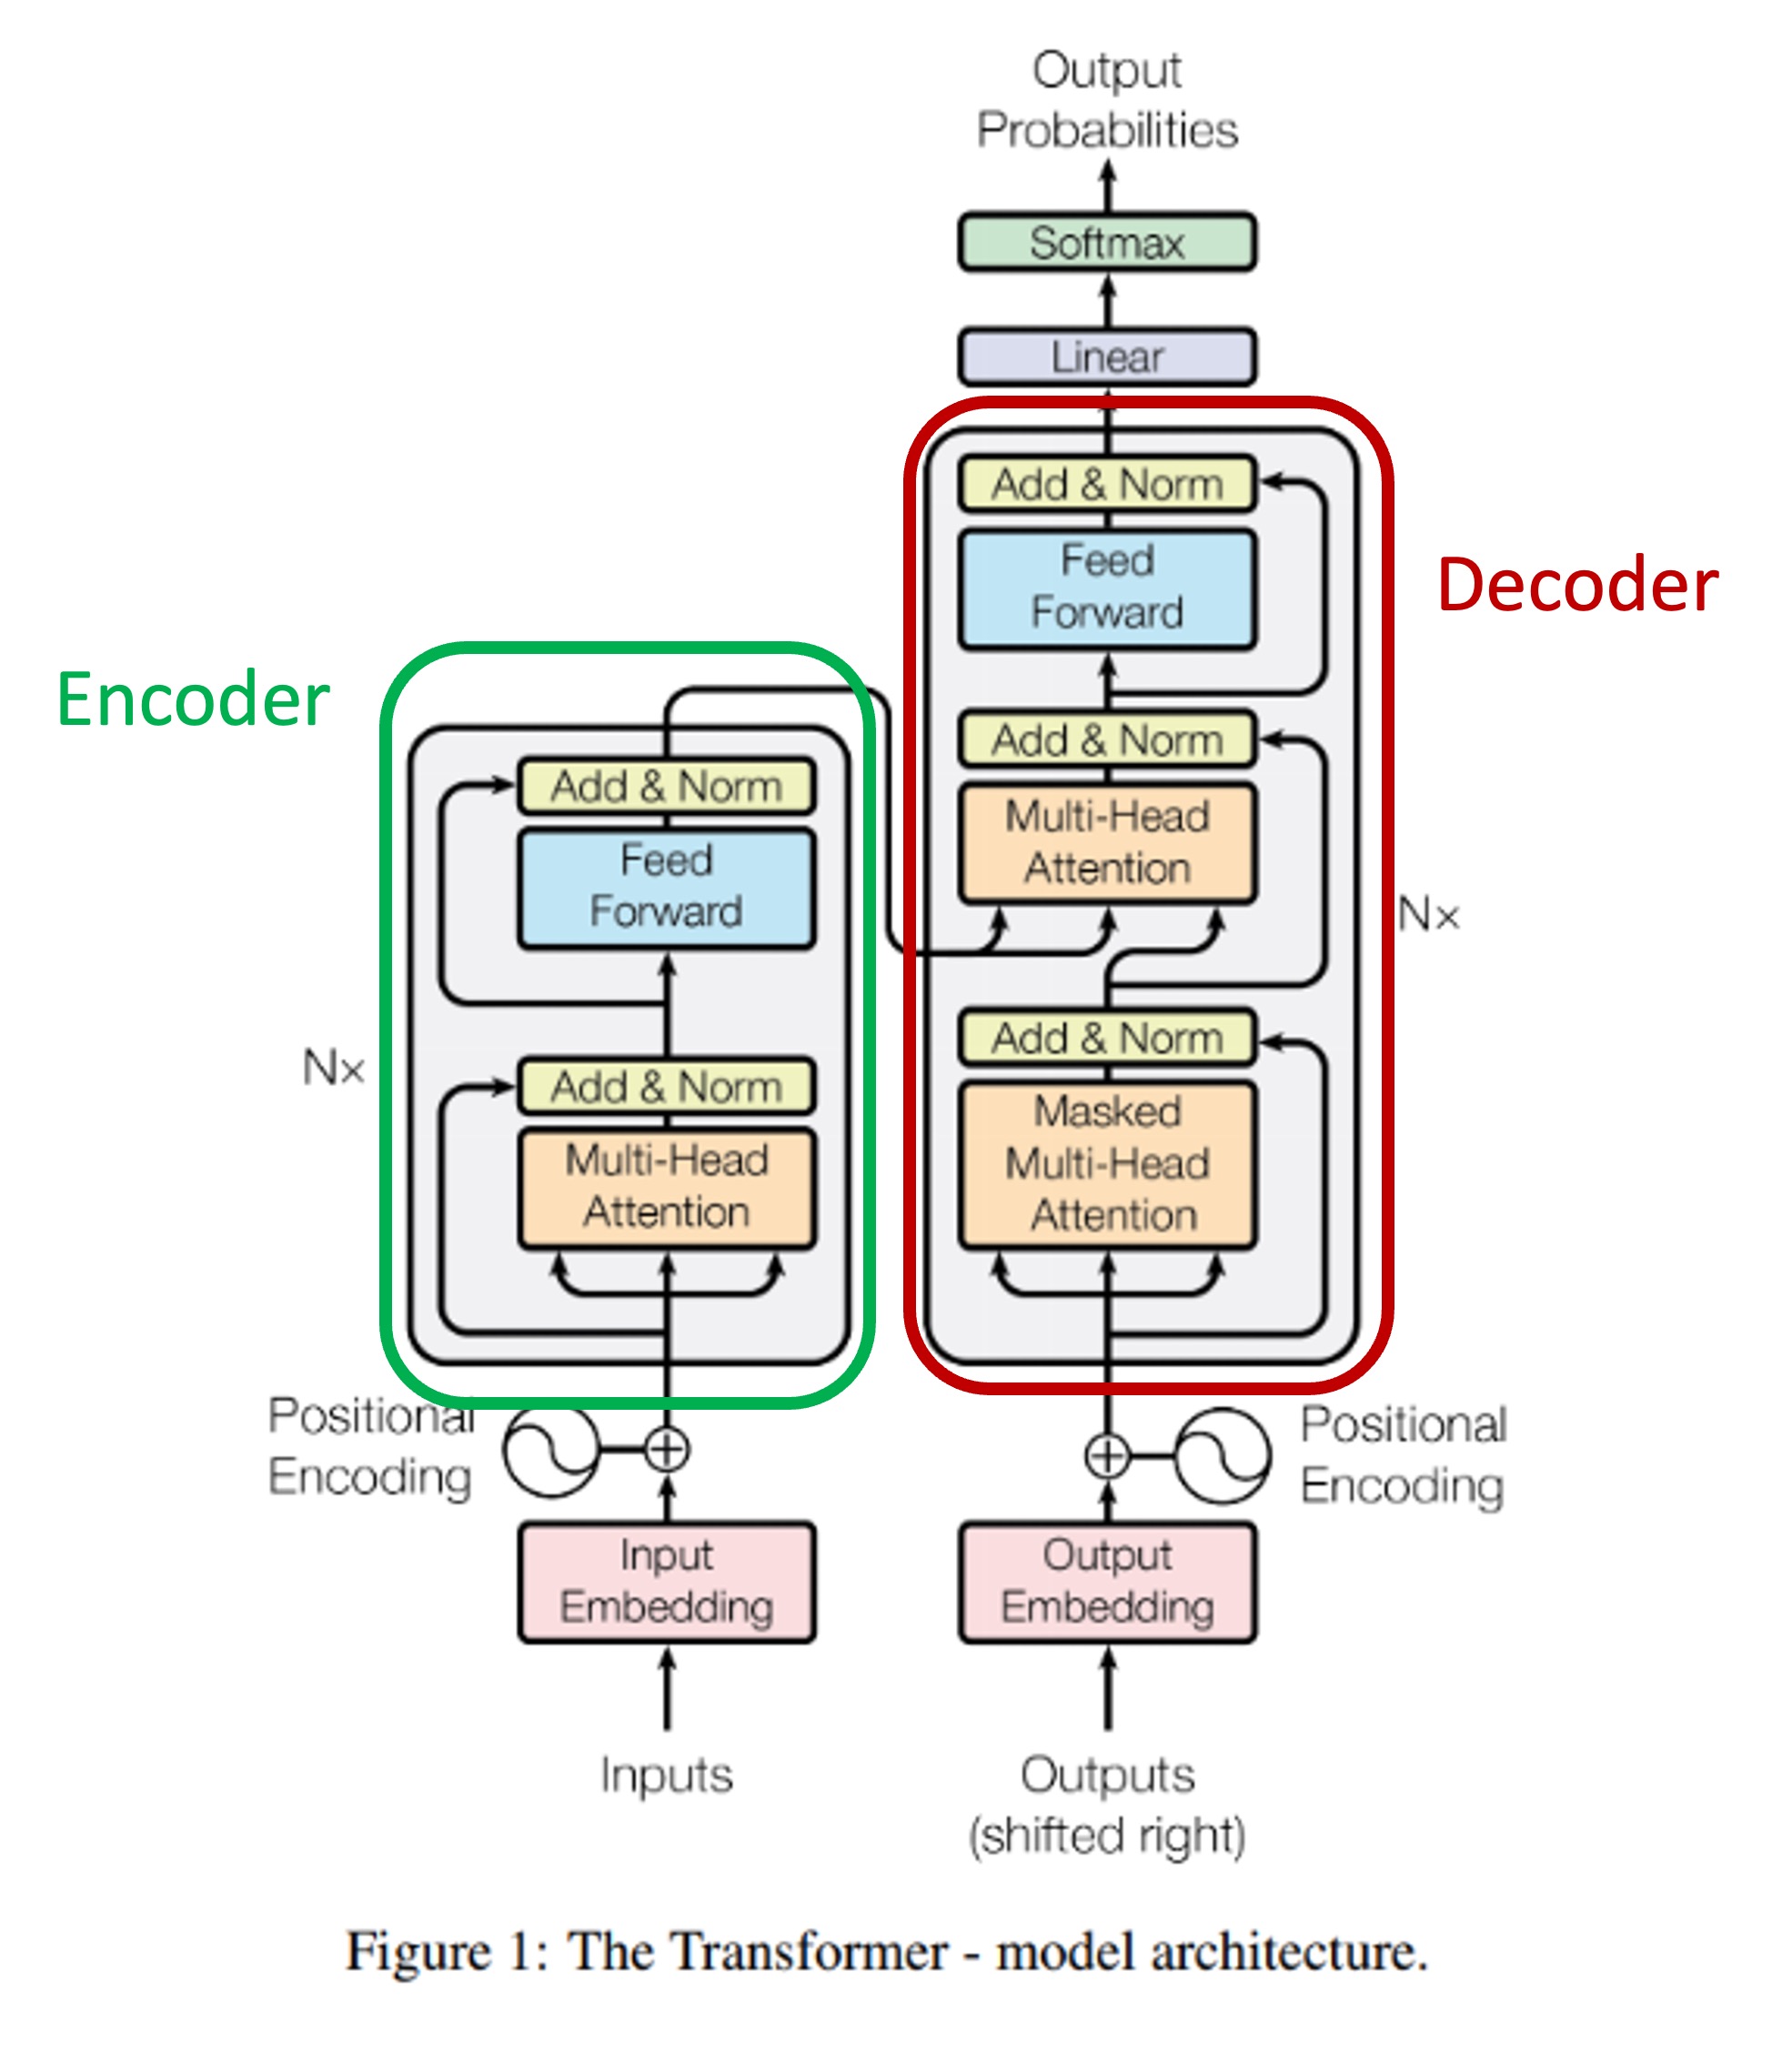 Output
Probabilities
Softmax
Linear
Add & Norm
Feed
Forward
Decoder
Add & Norm
Multi-Head
Attention
Nx
Add & Norm
Masked
Multi-Head
Attention
Encoder
Add & Norm
Feed
Forward
Nx
Add & Norm
Multi-Head
Attention
Positional
Encoding
Positional
Encoding
Input
Embedding
Output
Embedding
Inputs
Outputs
(shifted right)
Figure 1: The Transformer - model architecture.